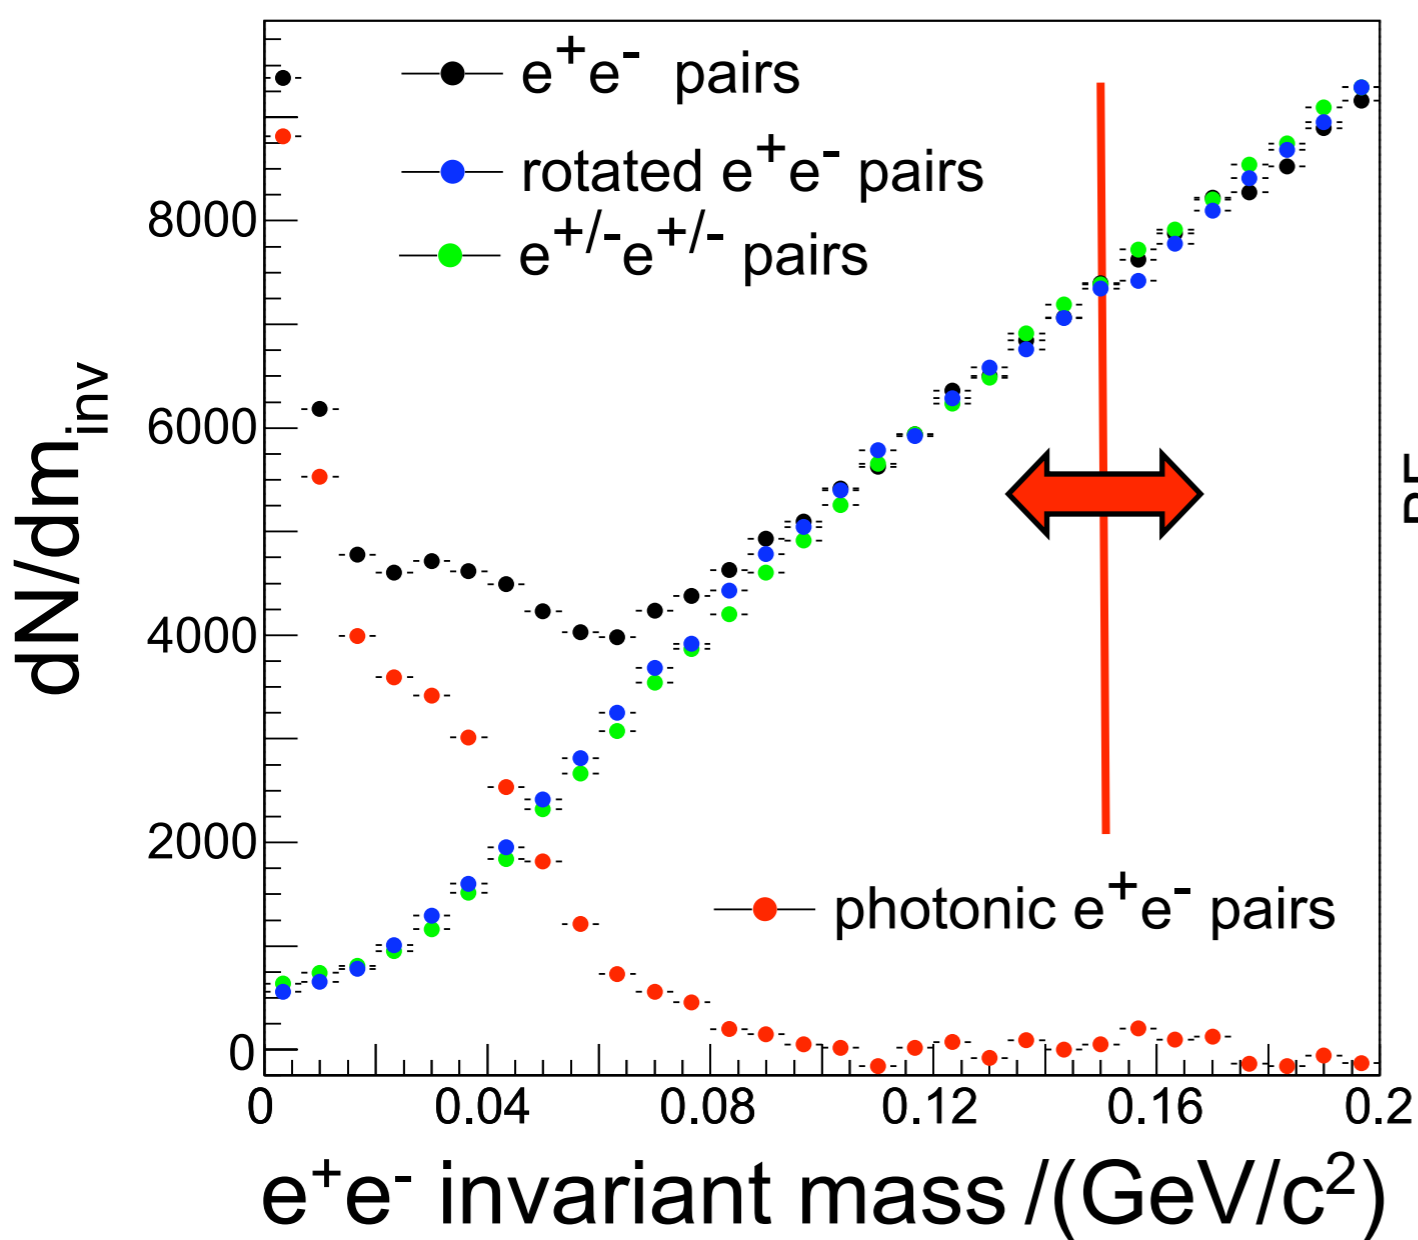 e+e- pairs
rotated e+e- pairs
e+/-e+/- pairs
8000
6000
4000
2000
0
dN/dm_inv
photonic e+e- pairs
0 0.04 0.08 0.12 0.16 0.2
e+e- invariant mass /(GeV/c²)